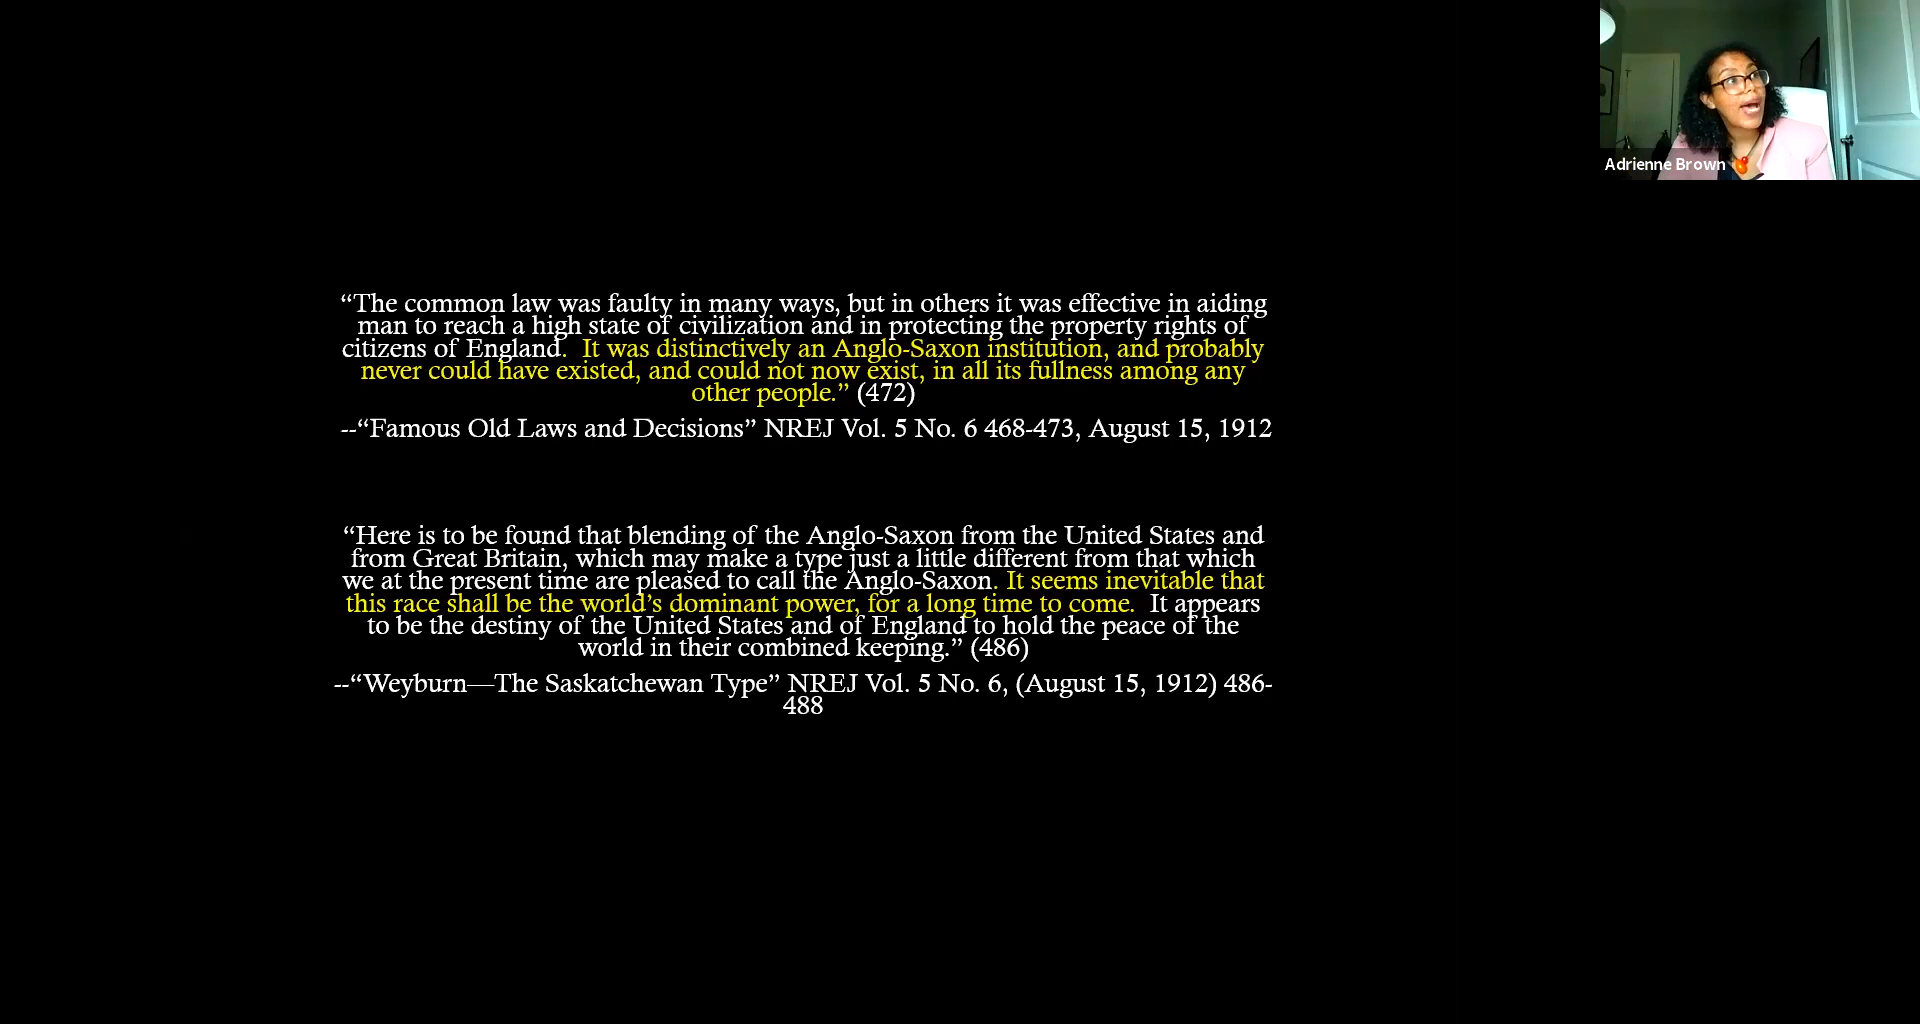 Adrienne Brown
“The common law was faulty in many ways, but in others it was effective in aiding
man to reach a high state of civilization and in protecting the property rights of
citizens of England.  It was distinctively an Anglo-Saxon institution, and probably
never could have existed, and could not now exist, in all its fullness among any
other people.” (472)
--“Famous Old Laws and Decisions” NREJ Vol. 5 No. 6 468-473, August 15, 1912
“Here is to be found that blending of the Anglo-Saxon from the United States and
from Great Britain, which may make a type just a little different from that which
we at the present time are pleased to call the Anglo-Saxon. It seems inevitable that
this race shall be the world’s dominant power, for a long time to come.  It appears
to be the destiny of the United States and of England to hold the peace of the
world in their combined keeping.” (486)
--“Weyburn—The Saskatchewan Type” NREJ Vol. 5 No. 6, (August 15, 1912) 486-
488